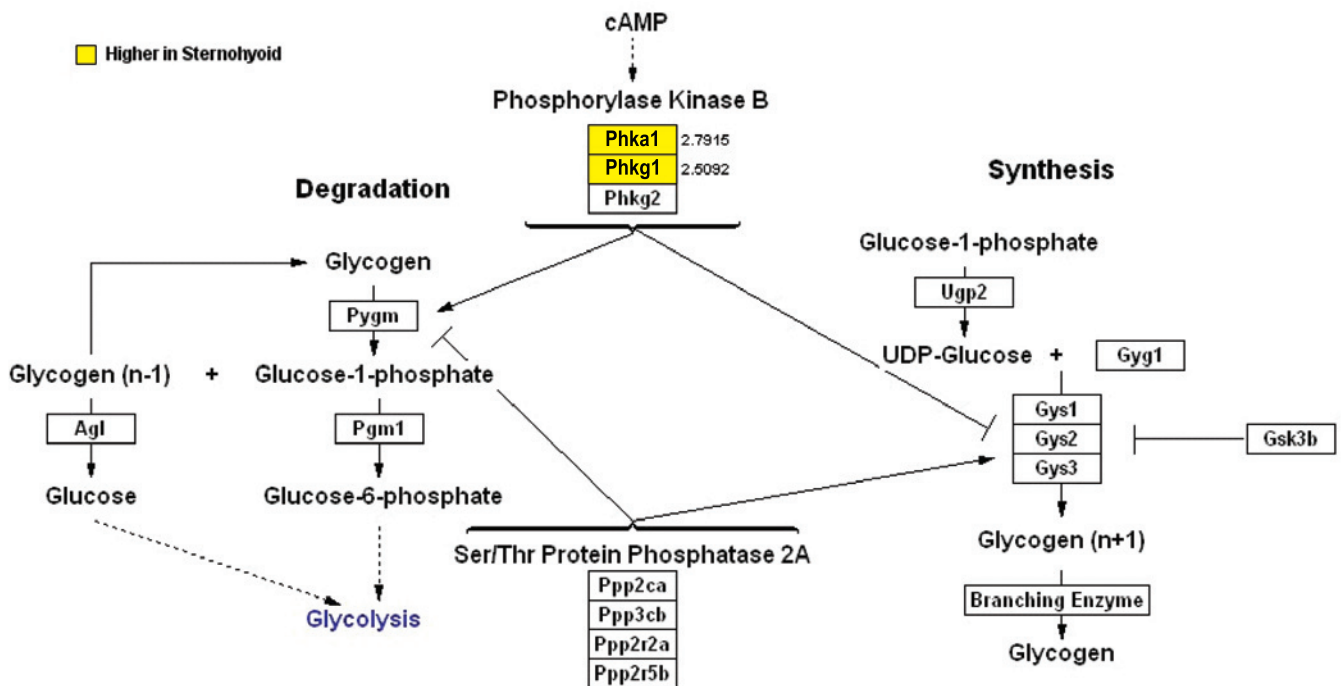 cAMP
Higher in Sternohyoid
Phosphorylase Kinase B
Phka1 2.7915
Phkg1 2.5092
Phkg2
Degradation
Synthesis
Glucose-1-phosphate
Glycogen
Ugp2
Pygm
UDP-Glucose + Gyg1
Glycogen (n-1) + Glucose-1-phosphate
Gys1
Agl
Pgm1
Gys2
Gsk3b
Gys3
Glucose
Glucose-6-phosphate
Glycogen (n+1)
Ser/Thr Protein Phosphatase 2A
Ppp2ca
Branching Enzyme
Glycolysis
Ppp3cb
Ppp2r2a
Glycogen
Ppp2r5b